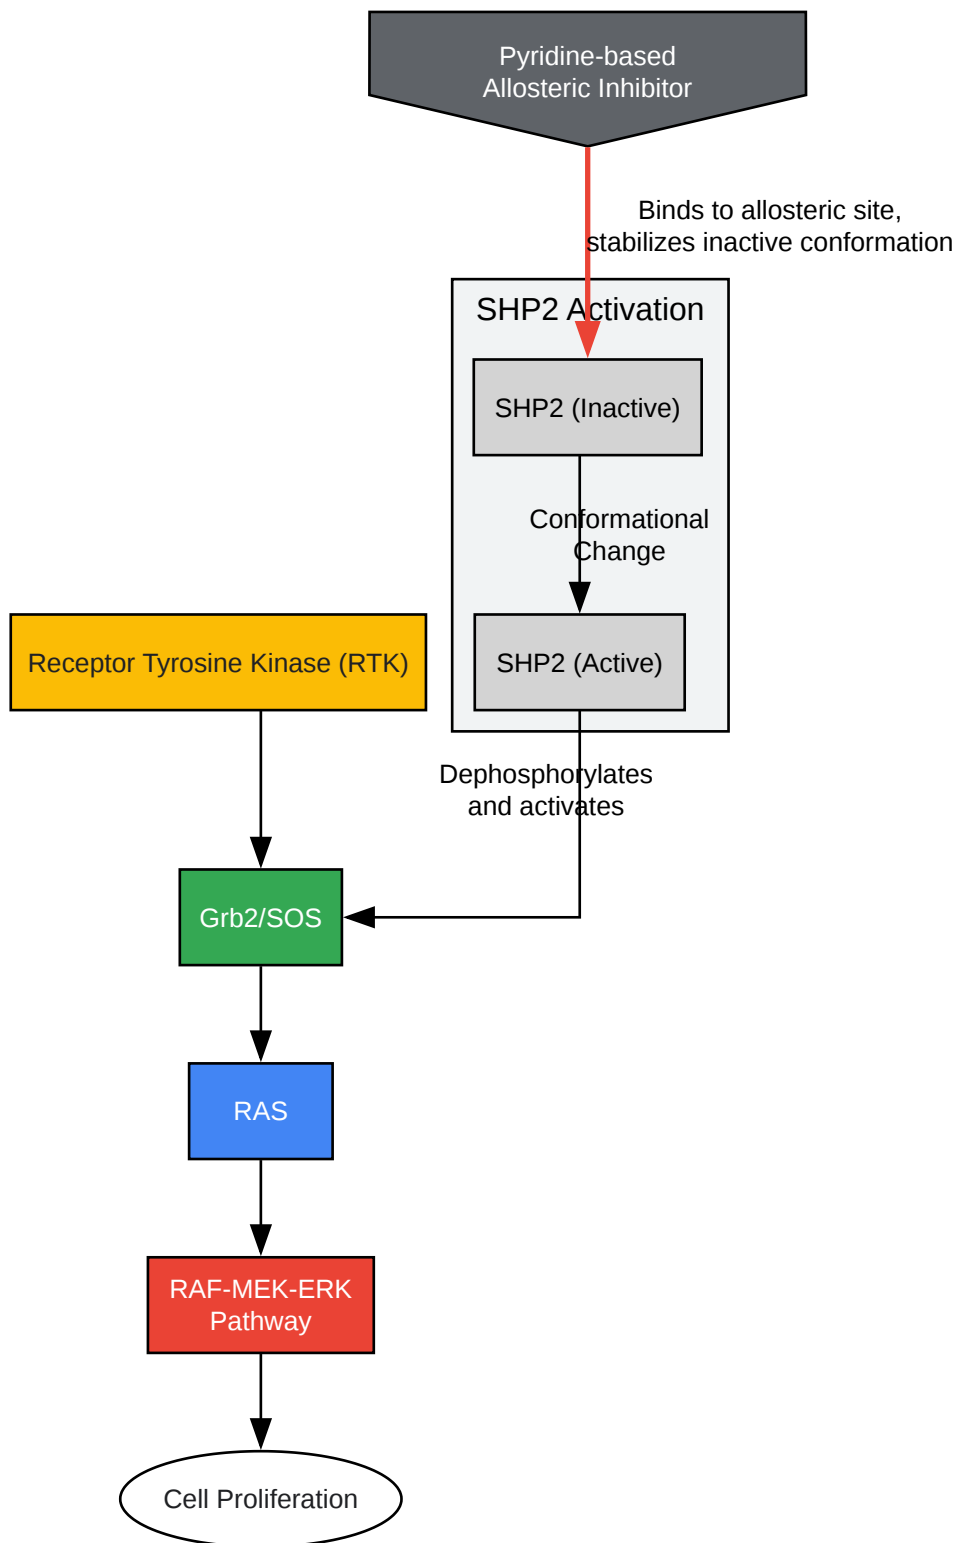 Pyridine-based
Allosteric Inhibitor
Binds to allosteric site,
stabilizes inactive conformation
SHP2 Activation
SHP2 (Inactive)
Conformational
Change
Receptor Tyrosine Kinase (RTK)
SHP2 (Active)
Dephosphorylates
and activates
Grb2/SOS
RAS
RAF-MEK-ERK
Pathway
Cell Proliferation